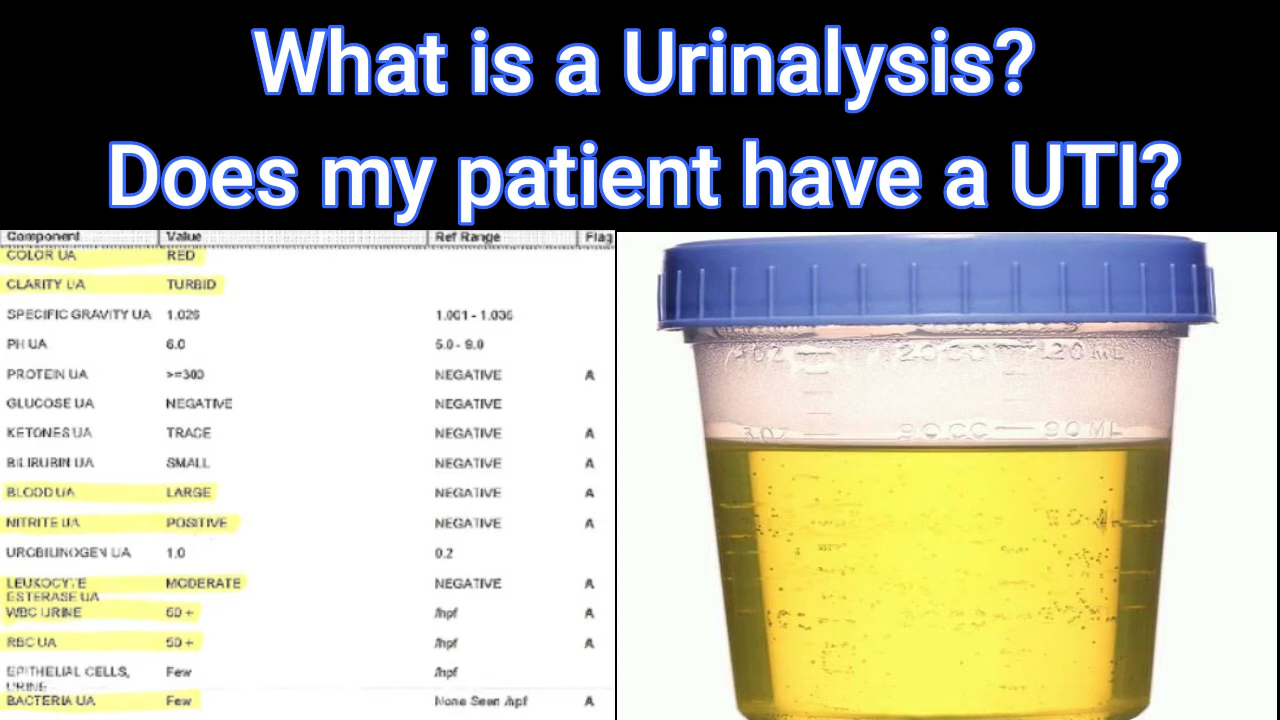 What is a Urinalysis?
Does my patient have a UTI?
Component Value Ref Range Flag
COLOR UA RED
CLARITY UA TURBID
SPECIFIC GRAVITY UA 1.026 1.001 - 1.035
PH UA 6.0 5.0 - 9.0
PROTEIN UA >=300 NEGATIVE A
GLUCOSE UA NEGATIVE NEGATIVE
KETONES UA TRACE NEGATIVE A
BILIRUBIN UA SMALL NEGATIVE A
BLOOD UA LARGE NEGATIVE A
NITRITE UA POSITIVE NEGATIVE A
UROBILINOGEN UA 1.0 0.2
LEUKOCYTE MODERATE NEGATIVE A
ESTERASE UA
WBC URINE 50 + /hpf A
RBC UA 50 + /hpf A
EPITHELIAL CELLS, Few /hpf
URINE
BACTERIA UA Few None Seen /hpf A
120ML
3OZ 90CC 90ML